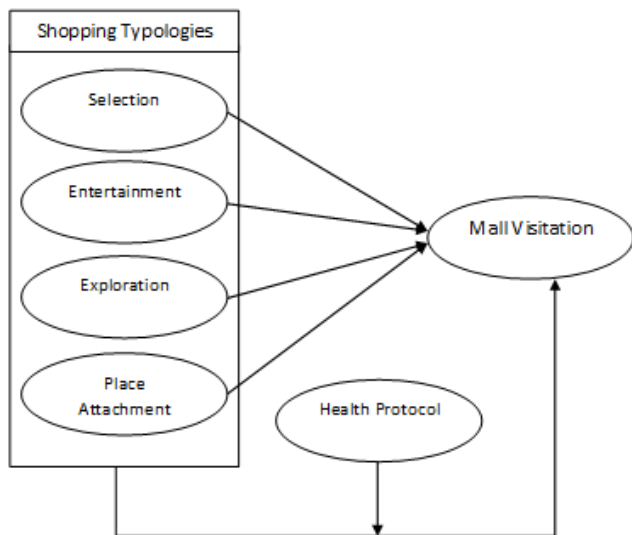 Shopping Typologies
Selection
Entertainment
Mall Visitation
Exploration
Place
Attachment
Health Protocol